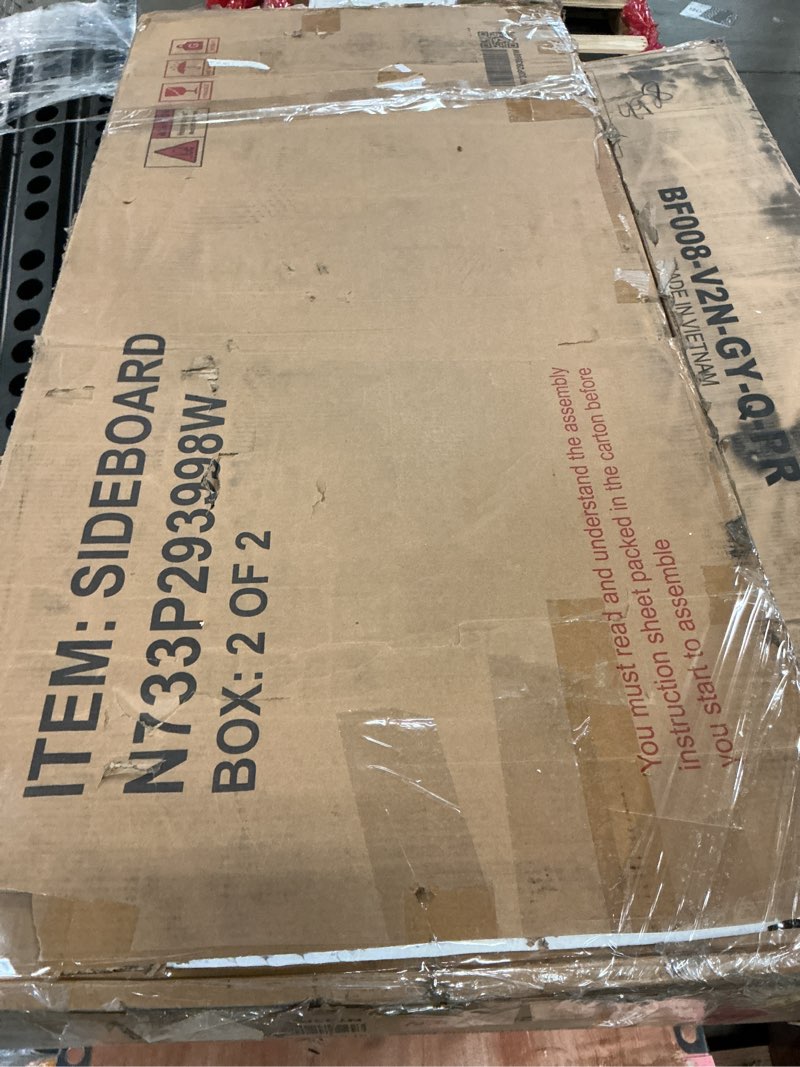 ITEM: SIDEBOARD
N733P293998W
BOX: 2 OF 2
You must read and understand the assembly
instruction sheet packed in the carton before
you start to assemble
BF008-V2N-GY-Q-PR
MADE IN VIETNAM